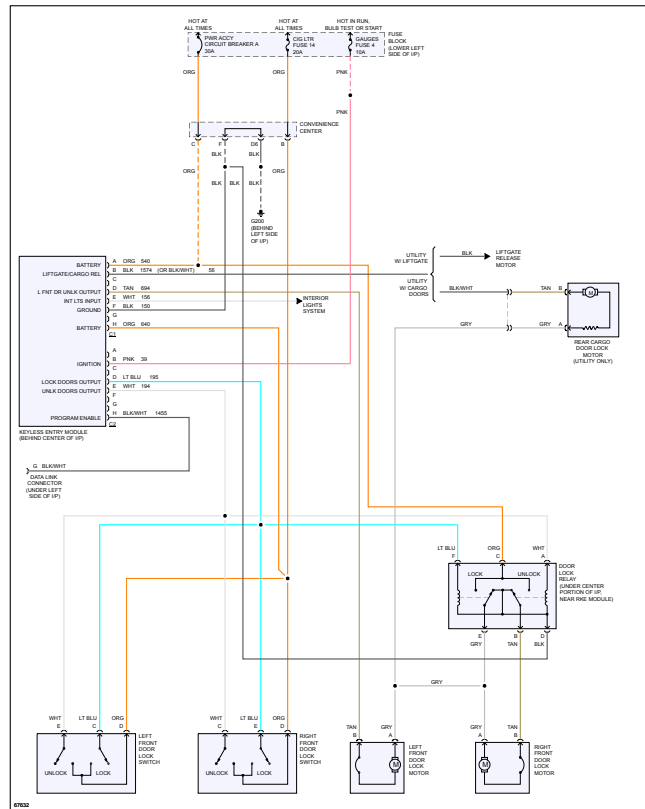 HOT AT
ALL TIMES
HOT AT
ALL TIMES
HOT IN RUN,
BULB TEST OR START
PWR ACCY
CIRCUIT BREAKER A
30A
CIG LTR
FUSE 14
20A
GAUGES
FUSE 4
10A
FUSE
BLOCK
(LOWER LEFT
SIDE OF I/P)
ORG
ORG
PNK
PNK
CONVENIENCE
CENTER
C
F
D6
B
BLK
BLK
ORG
ORG
BLK
BLK
BLK
G200
(BEHIND
LEFT SIDE
OF I/P)
BATTERY
A ORG 540
LIFTGATE/CARGO REL
B BLK 1574 (OR BLK/WHT) 56
C
L FNT DR UNLK OUTPUT
D TAN 694
INT LTS INPUT
E WHT 156
GROUND
F BLK 150
G
BATTERY
H ORG 640
C1
A
IGNITION
B PNK 39
C
LOCK DOORS OUTPUT
D LT BLU 195
UNLK DOORS OUTPUT
E WHT 194
F
G
PROGRAM ENABLE
H BLK/WHT 1455
C2
KEYLESS ENTRY MODULE
(BEHIND CENTER OF I/P)
INTERIOR
LIGHTS
SYSTEM
UTILITY
W/ LIFTGATE
UTILITY
W/ CARGO
DOORS
BLK
LIFTGATE
RELEASE
MOTOR
BLK/WHT
TAN B
M
GRY
GRY A
REAR CARGO
DOOR LOCK
MOTOR
(UTILITY ONLY)
G BLK/WHT
DATA LINK
CONNECTOR
(UNDER LEFT
SIDE OF I/P)
LT BLU
F
ORG
C
WHT
A
LOCK
UNLOCK
DOOR
LOCK
RELAY
(UNDER CENTER
PORTION OF I/P,
NEAR RKE MODULE)
E
B
D
GRY
TAN
BLK
GRY
WHT
E
LT BLU
C
ORG
D
UNLOCK
LOCK
LEFT
FRONT
DOOR
LOCK
SWITCH
WHT
C
LT BLU
E
ORG
D
UNLOCK
LOCK
RIGHT
FRONT
DOOR
LOCK
SWITCH
TAN
B
GRY
A
M
LEFT
FRONT
DOOR
LOCK
MOTOR
GRY
A
TAN
B
M
RIGHT
FRONT
DOOR
LOCK
MOTOR
67632